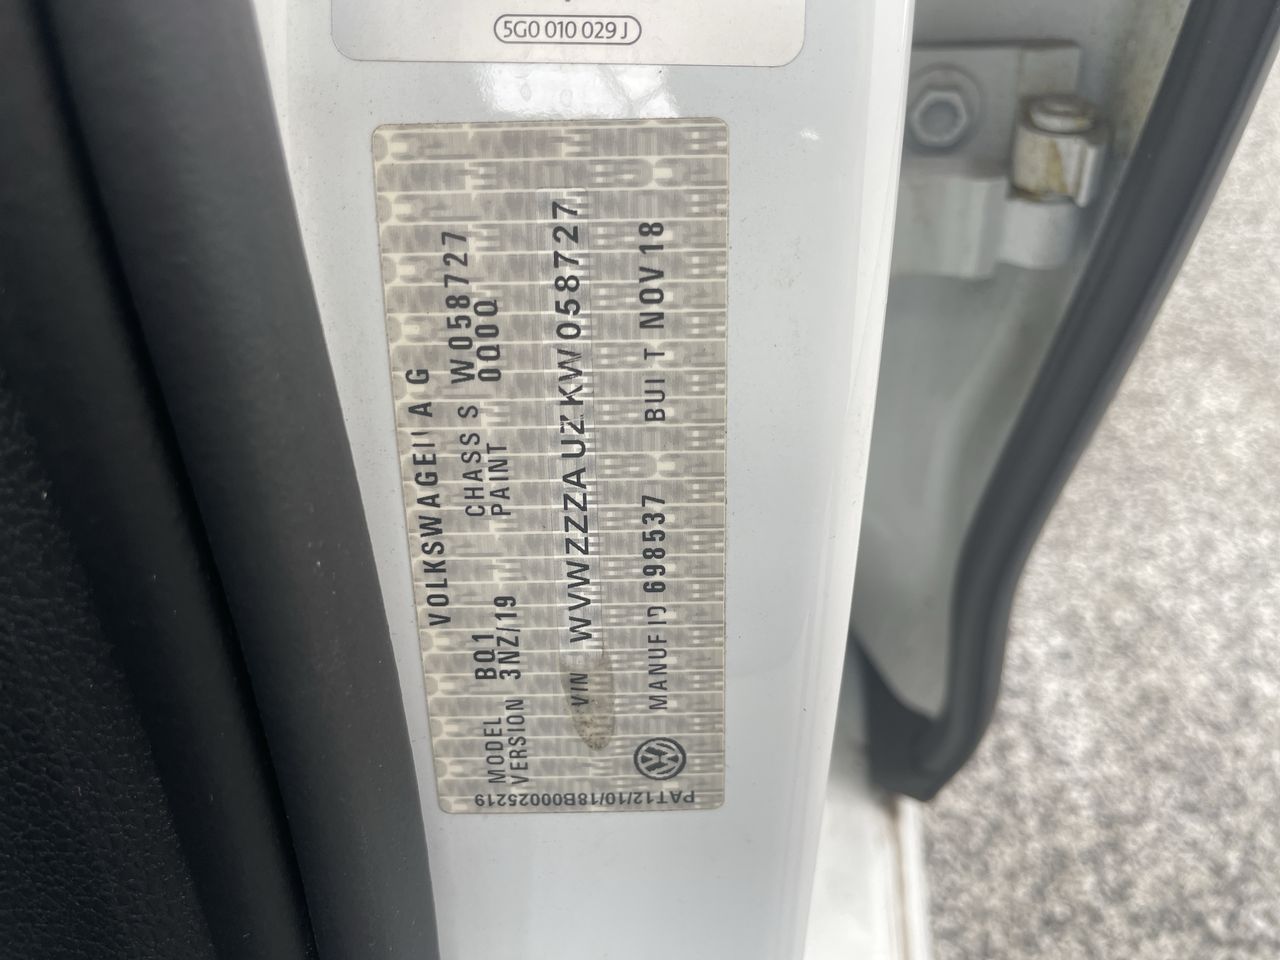 5G0 010 029 J
VOLKSWAGEN AG
MODEL BQ1 CHASSIS W058727
VERSION 3NZ/19 PAINT 0Q0Q
VIN WVWZZZAUZKW058727
MANUF ID 698537 BUILT NOV18
PAT12/10/18B00025219